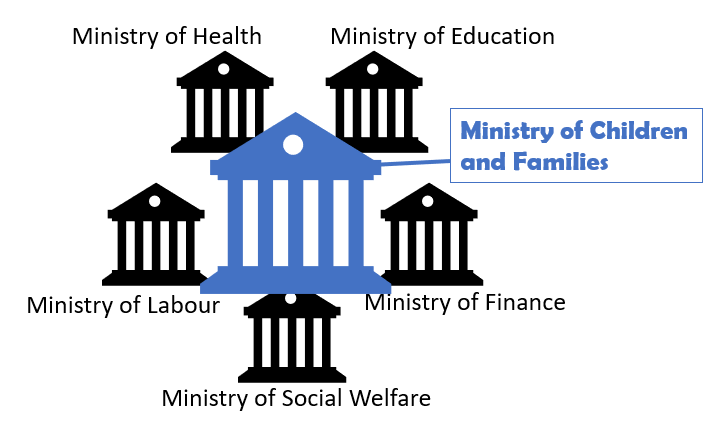 Ministry of Health
Ministry of Education
Ministry of Children
and Families
Ministry of Labour
Ministry of Finance
Ministry of Social Welfare